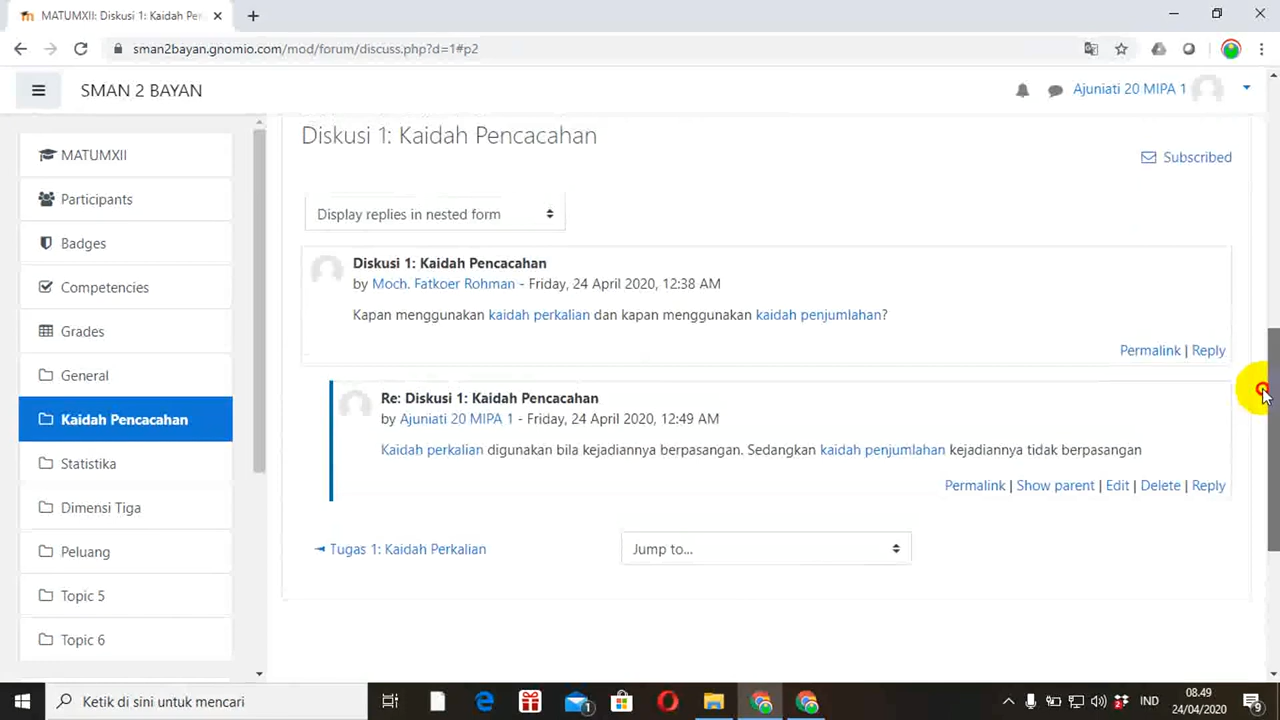 MATUMXII: Diskusi 1: Kaidah Per
sman2bayan.gnomio.com/mod/forum/discuss.php?d=1#p2
SMAN 2 BAYAN
Ajuniati 20 MIPA 1
MATUMXII
Participants
Badges
Competencies
Grades
General
Kaidah Pencacahan
Statistika
Dimensi Tiga
Peluang
Topic 5
Topic 6
Diskusi 1: Kaidah Pencacahan
Subscribed
Display replies in nested form
Diskusi 1: Kaidah Pencacahan
by Moch. Fatkoer Rohman - Friday, 24 April 2020, 12:38 AM
Kapan menggunakan kaidah perkalian dan kapan menggunakan kaidah penjumlahan?
Permalink | Reply
Re: Diskusi 1: Kaidah Pencacahan
by Ajuniati 20 MIPA 1 - Friday, 24 April 2020, 12:49 AM
Kaidah perkalian digunakan bila kejadiannya berpasangan. Sedangkan kaidah penjumlahan kejadiannya tidak berpasangan
Permalink | Show parent | Edit | Delete | Reply
◄ Tugas 1: Kaidah Perkalian
Jump to...
Ketik di sini untuk mencari
1
IND
08.49
24/04/2020
9